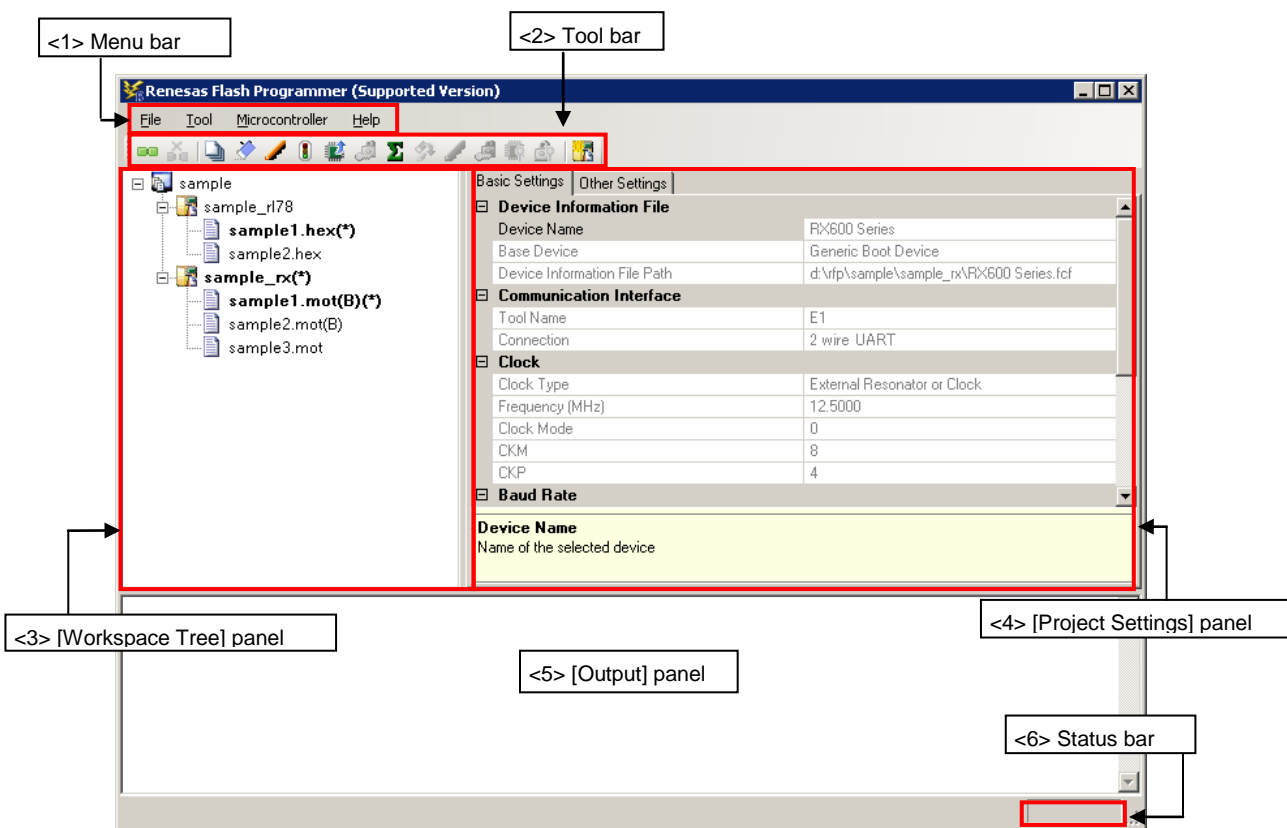 <1> Menu bar
<2> Tool bar
Renesas Flash Programmer (Supported Version)
File Tool Microcontroller Help
sample
sample_rl78
sample1.hex(*)
sample2.hex
sample_rx(*)
sample1.mot(B)(*)
sample2.mot(B)
sample3.mot
Basic Settings Other Settings
Device Information File
Device Name RX600 Series
Base Device Generic Boot Device
Device Information File Path d:\rfp\sample\sample_rx\RX600 Series.fcf
Communication Interface
Tool Name E1
Connection 2 wire UART
Clock
Clock Type External Resonator or Clock
Frequency (MHz) 12.5000
Clock Mode 0
CKM 8
CKP 4
Baud Rate
Device Name
Name of the selected device
<3> [Workspace Tree] panel
<4> [Project Settings] panel
<5> [Output] panel
<6> Status bar